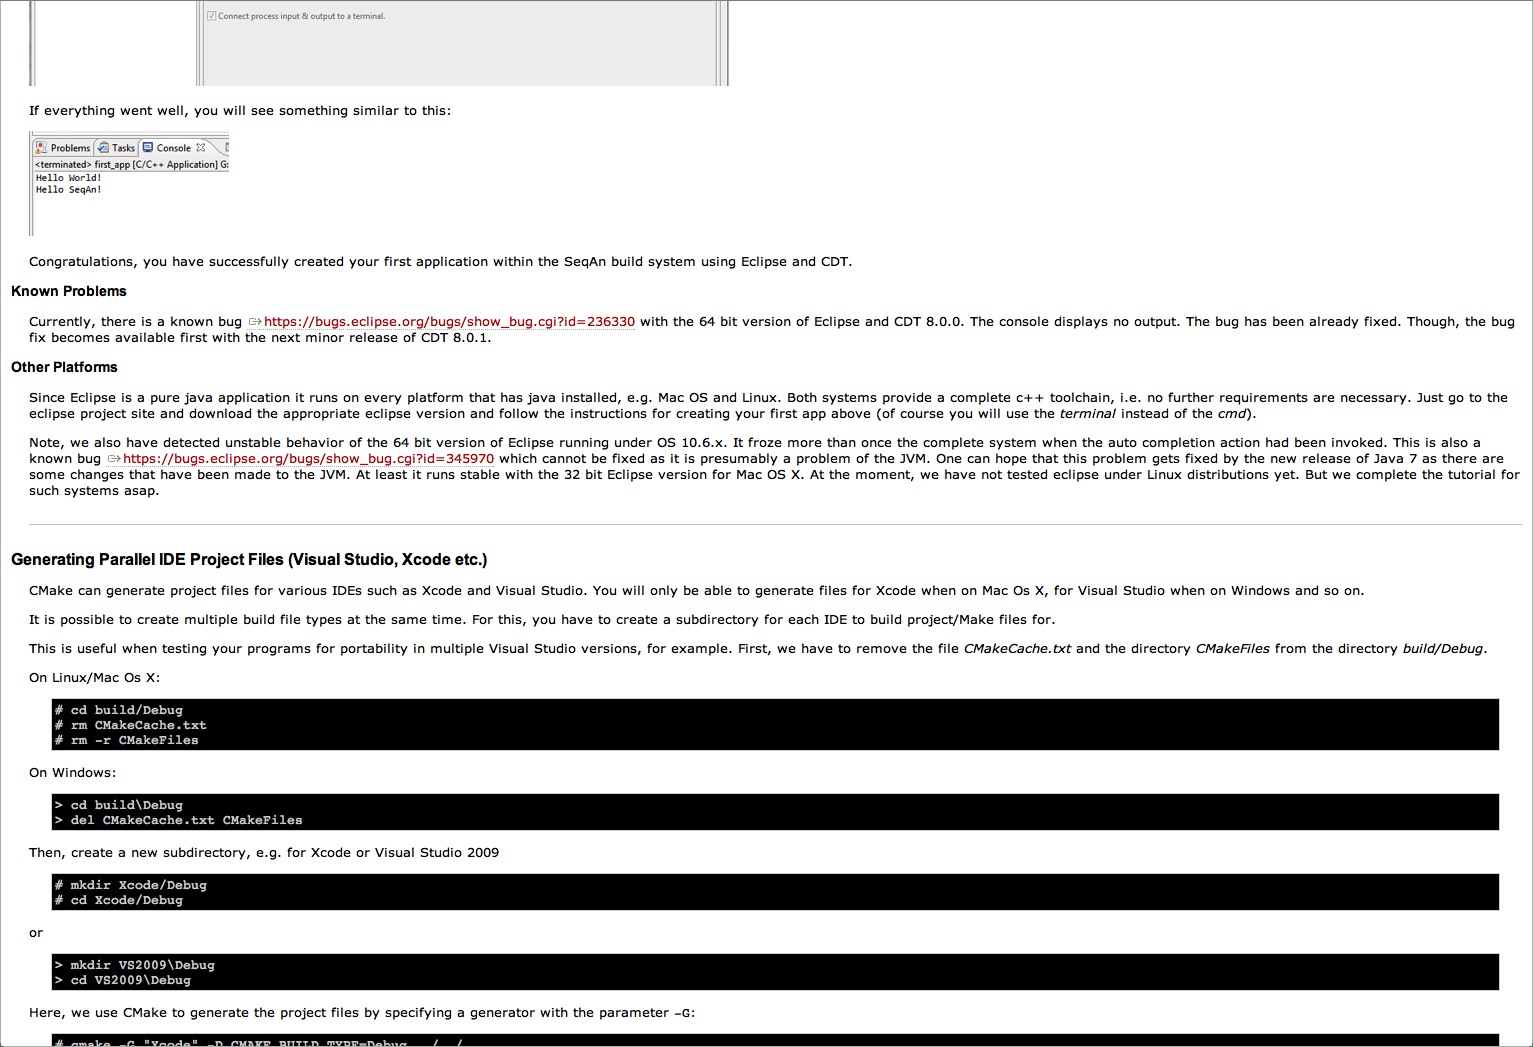 Connect process input & output to a terminal.
If everything went well, you will see something similar to this:
Problems Tasks Console
<terminated> first_app [C/C++ Application] G:
Hello World!
Hello SeqAn!
Congratulations, you have successfully created your first application within the SeqAn build system using Eclipse and CDT.
Known Problems
Currently, there is a known bug https://bugs.eclipse.org/bugs/show_bug.cgi?id=236330 with the 64 bit version of Eclipse and CDT 8.0.0. The console displays no output. The bug has been already fixed. Though, the bug
fix becomes available first with the next minor release of CDT 8.0.1.
Other Platforms
Since Eclipse is a pure java application it runs on every platform that has java installed, e.g. Mac OS and Linux. Both systems provide a complete c++ toolchain, i.e. no further requirements are necessary. Just go to the
eclipse project site and download the appropriate eclipse version and follow the instructions for creating your first app above (of course you will use the terminal instead of the cmd).
Note, we also have detected unstable behavior of the 64 bit version of Eclipse running under OS 10.6.x. It froze more than once the complete system when the auto completion action had been invoked. This is also a
known bug https://bugs.eclipse.org/bugs/show_bug.cgi?id=345970 which cannot be fixed as it is presumably a problem of the JVM. One can hope that this problem gets fixed by the new release of Java 7 as there are
some changes that have been made to the JVM. At least it runs stable with the 32 bit Eclipse version for Mac OS X. At the moment, we have not tested eclipse under Linux distributions yet. But we complete the tutorial for
such systems asap.
Generating Parallel IDE Project Files (Visual Studio, Xcode etc.)
CMake can generate project files for various IDEs such as Xcode and Visual Studio. You will only be able to generate files for Xcode when on Mac Os X, for Visual Studio when on Windows and so on.
It is possible to create multiple build file types at the same time. For this, you have to create a subdirectory for each IDE to build project/Make files for.
This is useful when testing your programs for portability in multiple Visual Studio versions, for example. First, we have to remove the file CMakeCache.txt and the directory CMakeFiles from the directory build/Debug.
On Linux/Mac Os X:
# cd build/Debug
# rm CMakeCache.txt
# rm -r CMakeFiles
On Windows:
> cd build\Debug
> del CMakeCache.txt CMakeFiles
Then, create a new subdirectory, e.g. for Xcode or Visual Studio 2009
# mkdir Xcode/Debug
# cd Xcode/Debug
or
> mkdir VS2009\Debug
> cd VS2009\Debug
Here, we use CMake to generate the project files by specifying a generator with the parameter -G:
# cmake -G "Xcode" -D CMAKE_BUILD_TYPE=Debug ../../